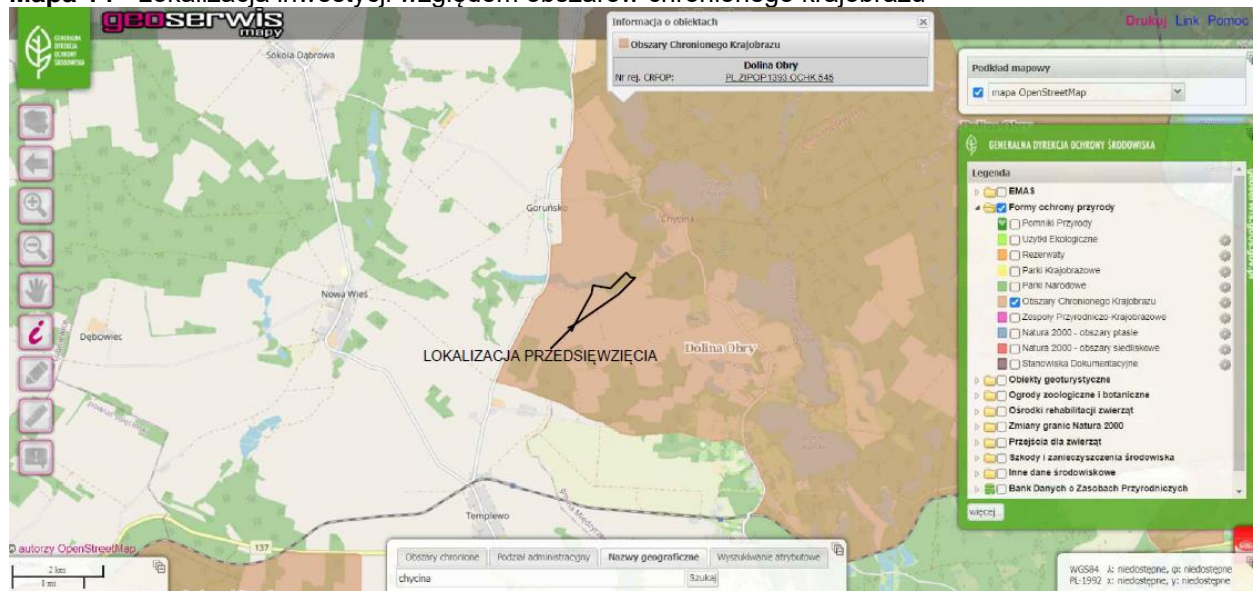 Lokalizacja inwestycji względem obszarów chronionego krajobrazu
geoserwis
mapy
GENERALNA
DYREKCJA
OCHRONY
ŚRODOWISKA
Informacja o obiektach
Obszary Chronionego Krajobrazu
Dolina Obry
Nr rej. CRFOP: PL.ZIPOP.1393.OCHK.545
Drukuj Link Pomoc
Podkład mapowy
mapa OpenStreetMap
Dolina Obry
GENERALNA DYREKCJA OCHRONY ŚRODOWISKA
Legenda
EMAS
Formy ochrony przyrody
Pomniki Przyrody
Użytki Ekologiczne
Rezerwaty
Parki Krajobrazowe
Parki Narodowe
Obszary Chronionego Krajobrazu
Zespoły Przyrodniczo-Krajobrazowe
Natura 2000 - obszary ptasie
Natura 2000 - obszary siedliskowe
Stanowiska Dokumentacyjne
Obiekty geoturystyczne
Ogrody zoologiczne i botaniczne
Ośrodki rehabilitacji zwierząt
Zmiany granic Natura 2000
Przejścia dla zwierząt
Szkody i zanieczyszczenia środowiska
Inne dane środowiskowe
Bank Danych o Zasobach Przyrodniczych
więcej...
Sokola Dąbrowa
Goruńsko
Chycina
Nowa Wieś
Dębowiec
LOKALIZACJA PRZEDSIĘWZIĘCIA
Dolina Obry
Templewo
137
© autorzy OpenStreetMap
2 km
1 mi
Obszary chronione
Podział administracyjny
Nazwy geograficzne
Wyszukiwanie atrybutowe
chycina
Szukaj
WGS84 λ: niedostępne, φ: niedostępne
PL-1992 x: niedostępne, y: niedostępne